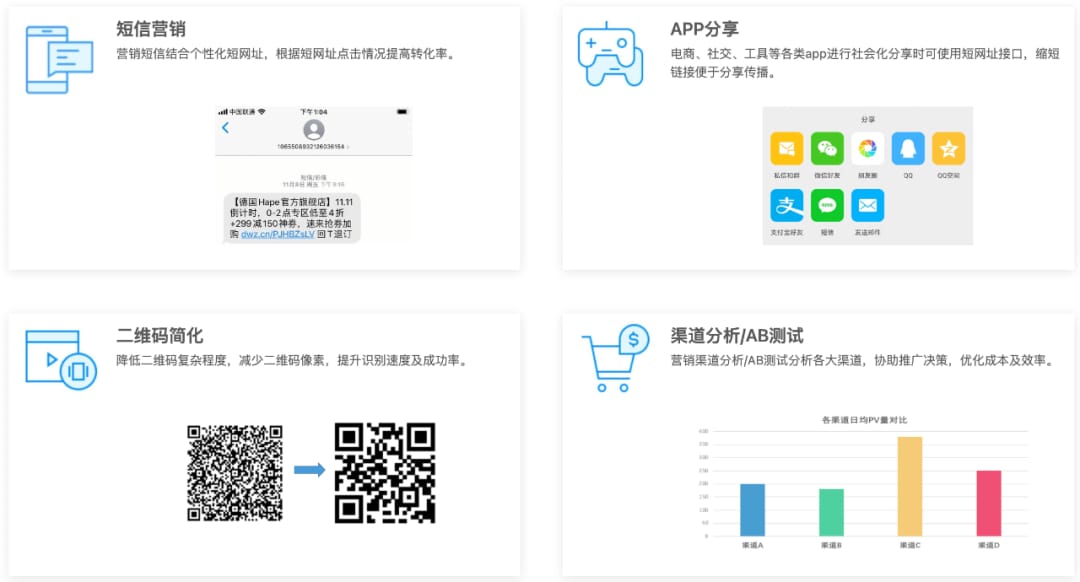 短信营销
营销短信结合个性化短网址，根据短网址点击情况提高转化率。
中国联通
下午1:04
1065508932126036154
短信/彩信
11月8日 周五 下午 9:15
【德国Hape官方旗舰店】11.11
倒计时，0-2点专区低至4折
+299减150神券，速来抢券加
购 dwz.cn/PJHBZsLV 回T退订
APP分享
电商、社交、工具等各类app进行社会化分享时可使用短网址接口，缩短
链接便于分享传播。
分享
私信和群
微信好友
朋友圈
QQ
QQ空间
支
支付宝好友
短信
发送邮件
二维码简化
降低二维码复杂程度，减少二维码像素，提升识别速度及成功率。
渠道分析/AB测试
营销渠道分析/AB测试分析各大渠道，协助推广决策，优化成本及效率。
$
各渠道日均PV量对比
400
350
300
250
200
150
100
50
0
渠道A
渠道B
渠道C
渠道D